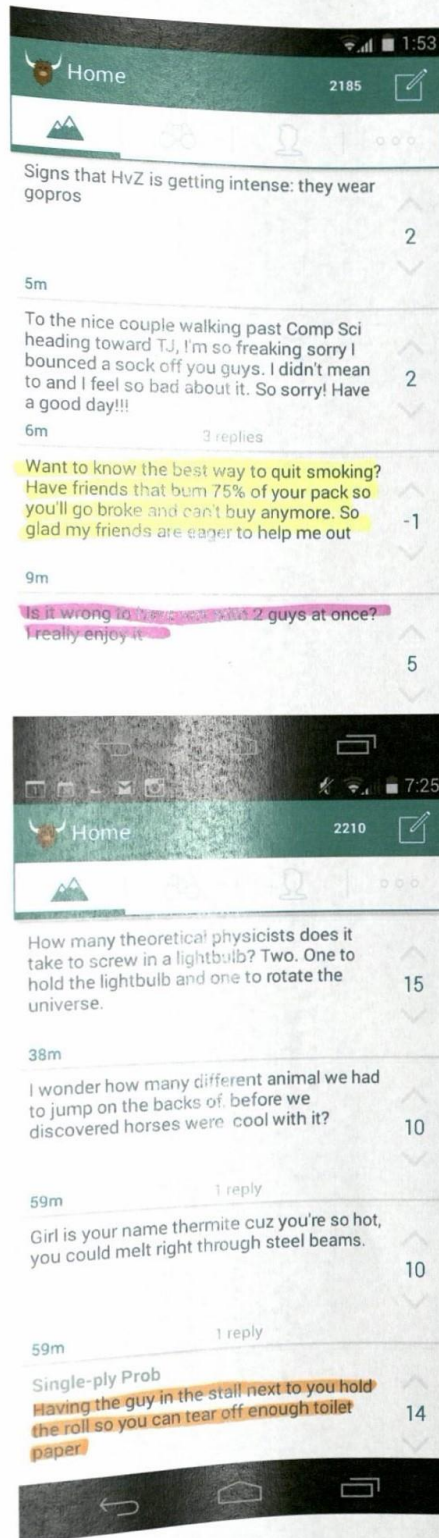 1:53
Home
2185
Signs that HvZ is getting intense: they wear
gopros
2
5m
To the nice couple walking past Comp Sci
heading toward TJ, I'm so freaking sorry I
bounced a sock off you guys. I didn't mean
to and I feel so bad about it. So sorry! Have
a good day!!!
2
6m
3 replies
Want to know the best way to quit smoking?
Have friends that bum 75% of your pack so
you'll go broke and can't buy anymore. So
glad my friends are eager to help me out
-1
9m
Is it wrong to 2 guys at once?
I really enjoy it
5
7:25
Home
2210
How many theoretical physicists does it
take to screw in a lightbulb? Two. One to
hold the lightbulb and one to rotate the
universe.
15
38m
I wonder how many different animal we had
to jump on the backs of, before we
discovered horses were cool with it?
10
59m
1 reply
Girl is your name thermite cuz you're so hot,
you could melt right through steel beams.
10
59m
1 reply
Single-ply Prob
Having the guy in the stall next to you hold
the roll so you can tear off enough toilet
paper
14